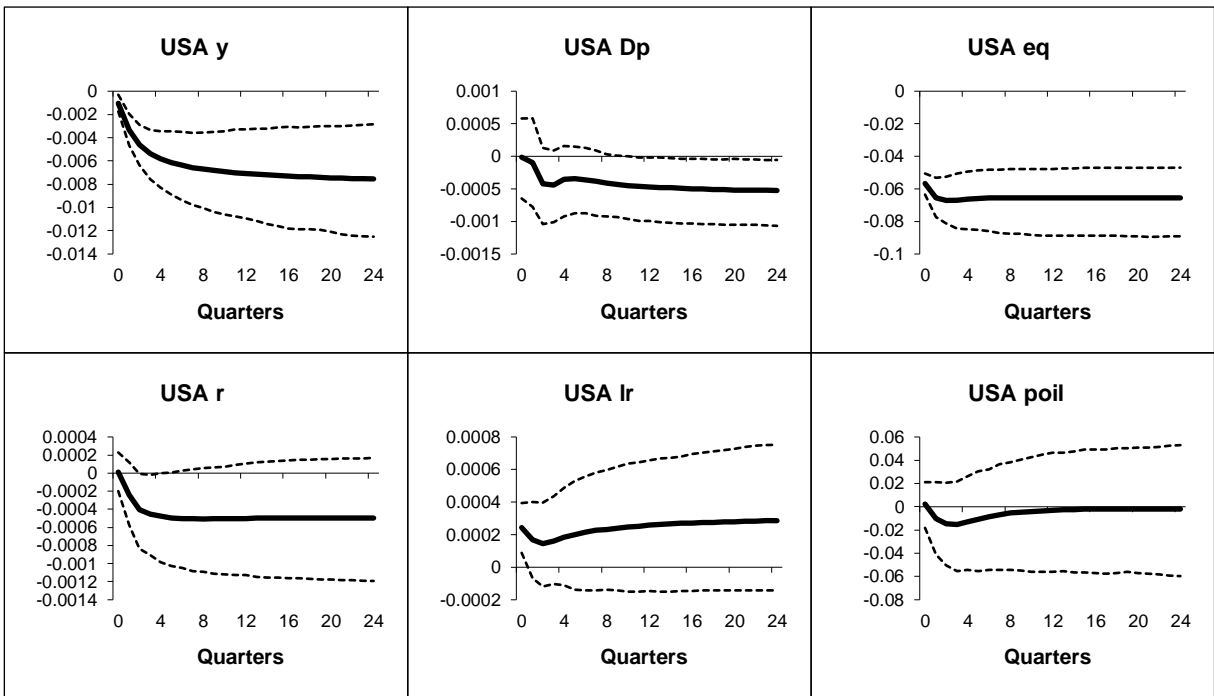 USA y
0
-0.002
-0.004
-0.006
-0.008
-0.01
-0.012
-0.014
0 4 8 12 16 20 24
Quarters
USA Dp
0.001
0.0005
0
-0.0005
-0.001
-0.0015
0 4 8 12 16 20 24
Quarters
USA eq
0
-0.02
-0.04
-0.06
-0.08
-0.1
0 4 8 12 16 20 24
Quarters
USA r
0.0004
0.0002
0
-0.0002
-0.0004
-0.0006
-0.0008
-0.001
-0.0012
-0.0014
0 4 8 12 16 20 24
Quarters
USA lr
0.0008
0.0006
0.0004
0.0002
0
-0.0002
0 4 8 12 16 20 24
Quarters
USA poil
0.06
0.04
0.02
0
-0.02
-0.04
-0.06
-0.08
0 4 8 12 16 20 24
Quarters